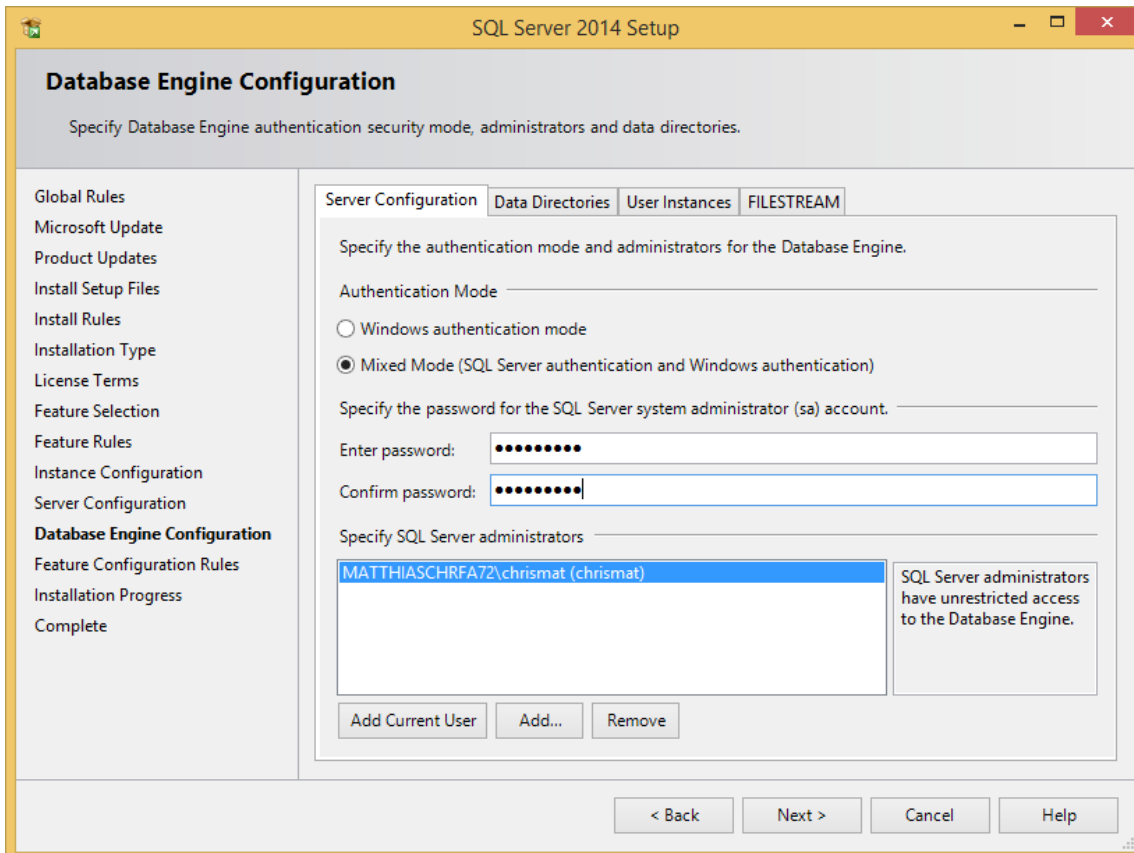 SQL Server 2014 Setup
Database Engine Configuration
Specify Database Engine authentication security mode, administrators and data directories.
Global Rules
Microsoft Update
Product Updates
Install Setup Files
Install Rules
Installation Type
License Terms
Feature Selection
Feature Rules
Instance Configuration
Server Configuration
Database Engine Configuration
Feature Configuration Rules
Installation Progress
Complete
Server Configuration Data Directories User Instances FILESTREAM
Specify the authentication mode and administrators for the Database Engine.
Authentication Mode
Windows authentication mode
Mixed Mode (SQL Server authentication and Windows authentication)
Specify the password for the SQL Server system administrator (sa) account.
Enter password: •••••••••
Confirm password: •••••••••
Specify SQL Server administrators
MATTHIASCHRFA72\chrismat (chrismat)
SQL Server administrators
have unrestricted access
to the Database Engine.
Add Current User Add... Remove
< Back Next > Cancel Help